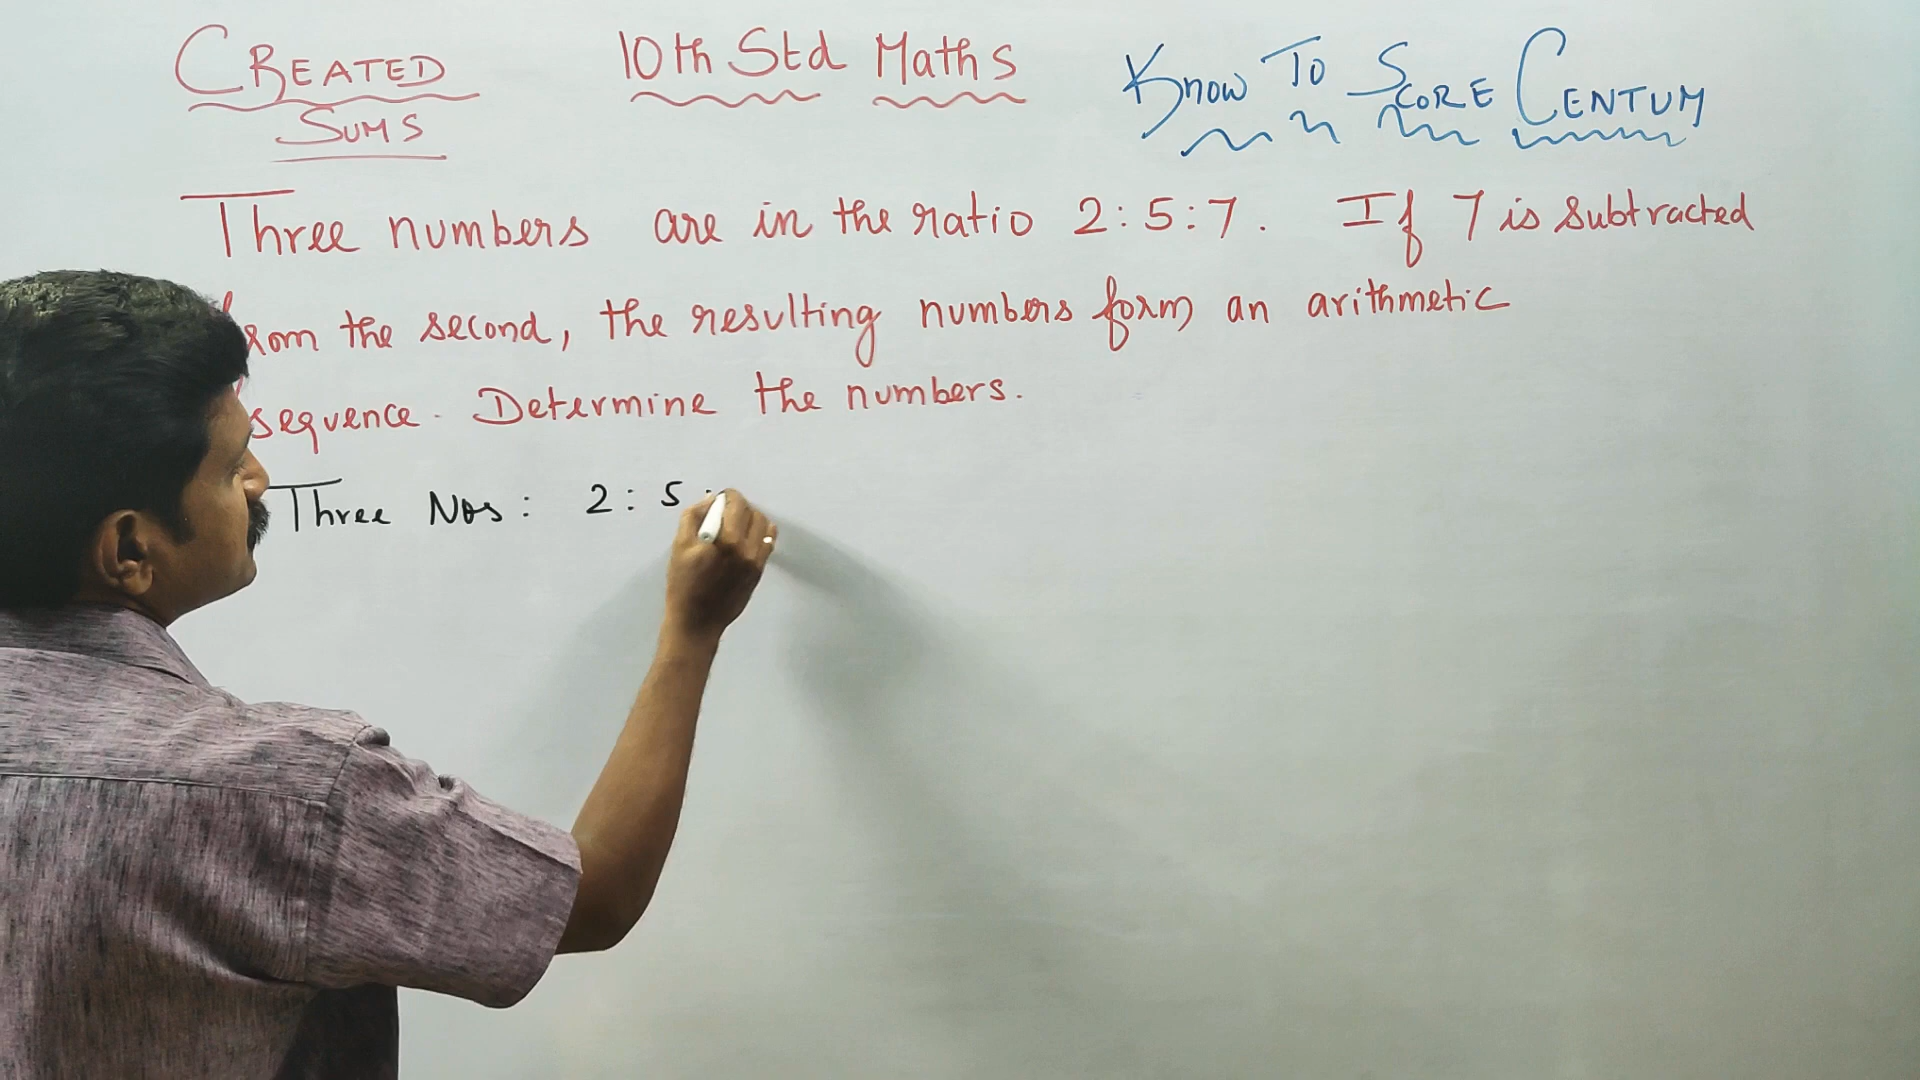 CREATED SUMS
10th Std Maths
Know To SCORE CENTUM
Three numbers are in the ratio 2:5:7. If 7 is subtracted
from the second, the resulting numbers form an arithmetic
sequence. Determine the numbers.
Three Nos: 2: 5: